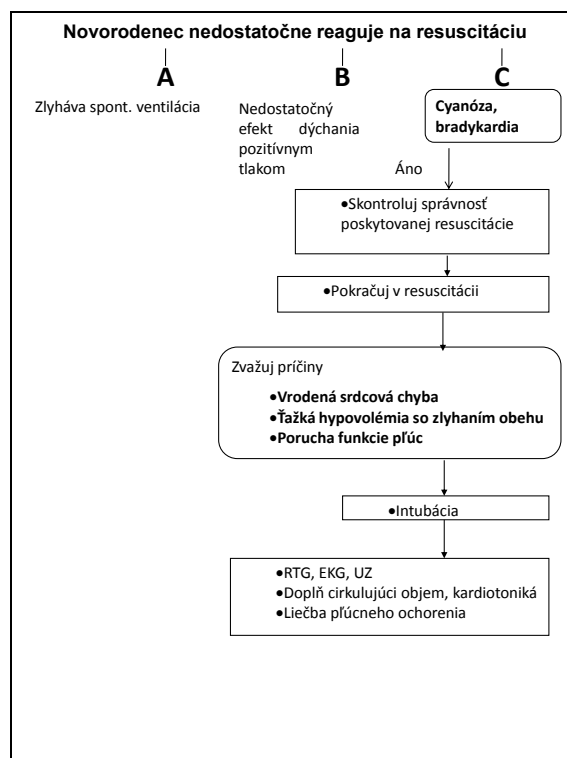 Novorodenec nedostatočne reaguje na resuscitáciu
A
B
C
Zlyháva spont. ventilácia
Nedostatočný
efekt dýchania
pozitívnym
tlakom
Cyanóza,
bradykardia
Áno
•Skontroluj správnosť
poskytovanej resuscitácie
•Pokračuj v resuscitácii
Zvažuj príčiny
•Vrodená srdcová chyba
•Ťažká hypovolémia so zlyhaním obehu
•Porucha funkcie pľúc
•Intubácia
•RTG, EKG, UZ
•Doplň cirkulujúci objem, kardiotoniká
•Liečba pľúcneho ochorenia